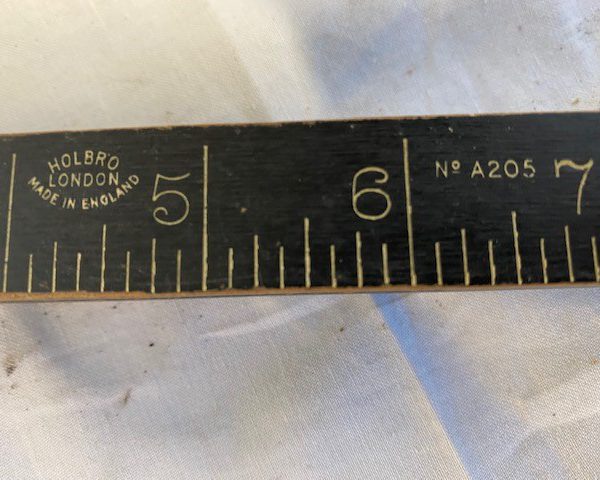 HOLBRO
LONDON
MADE IN ENGLAND
5
6
Nº A205
7